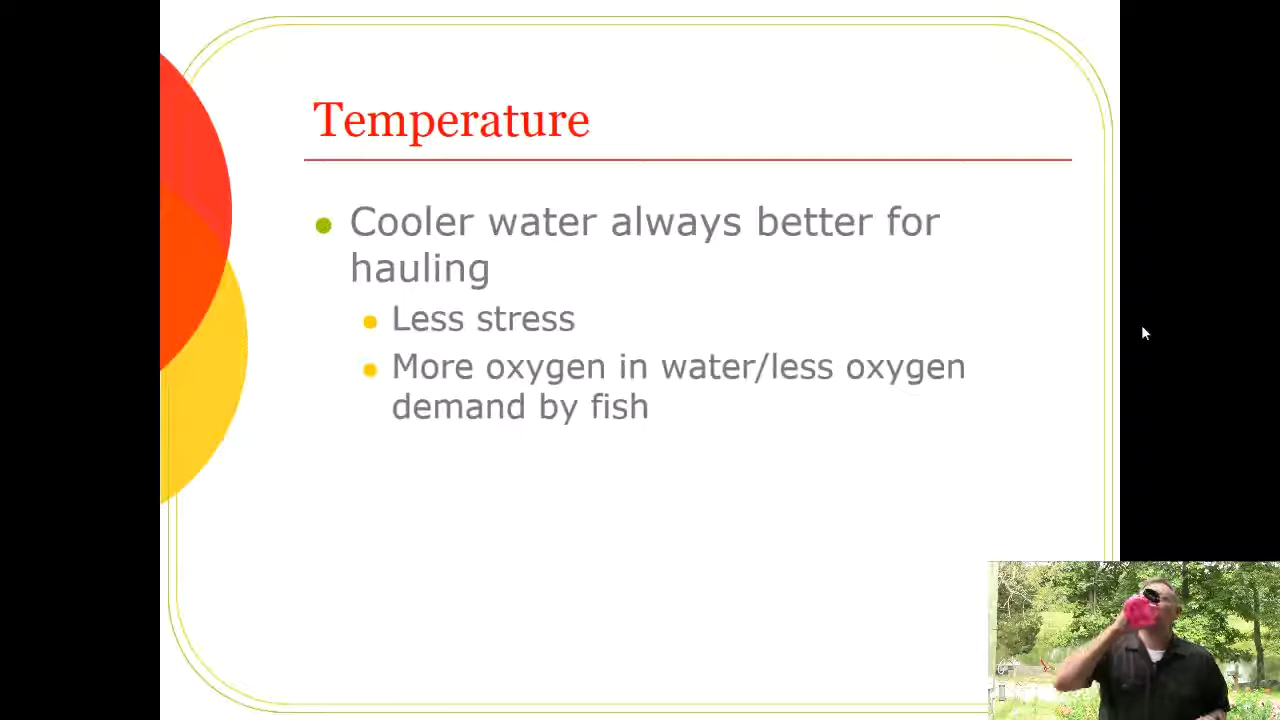 Temperature
Cooler water always better for
hauling
Less stress
More oxygen in water/less oxygen
demand by fish